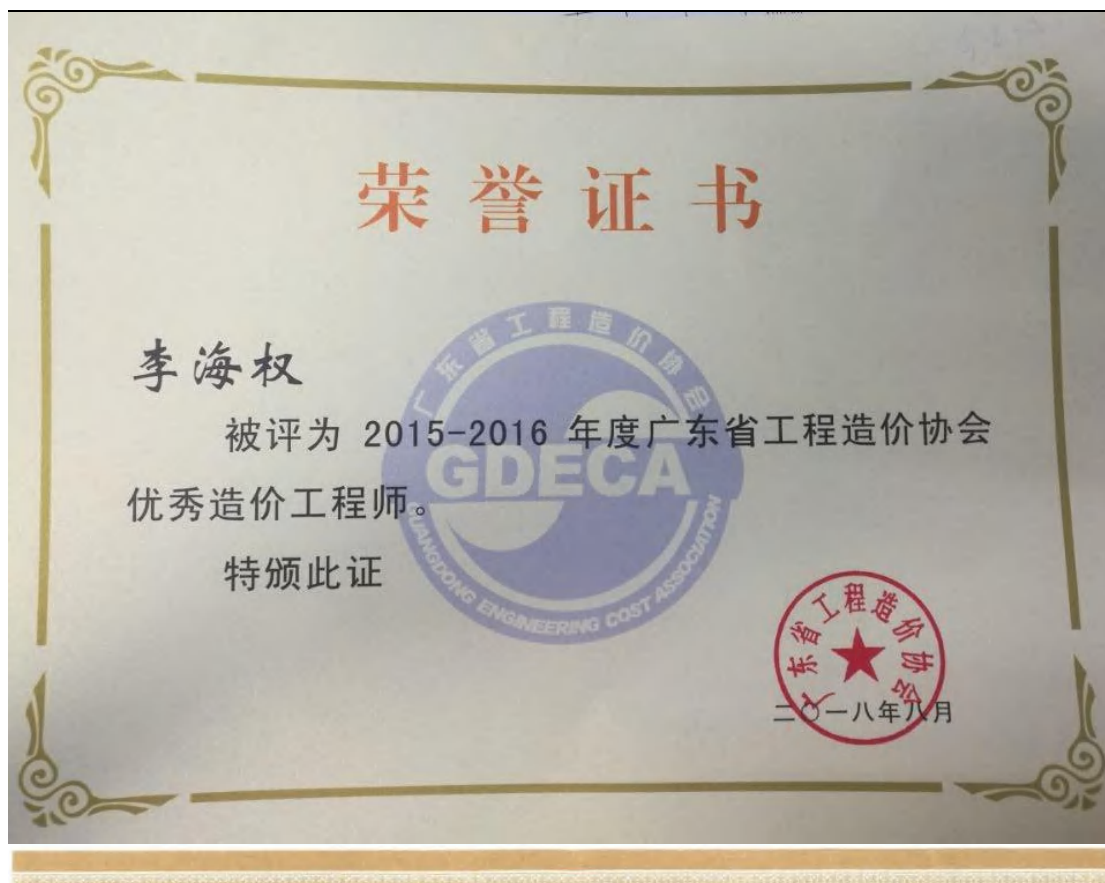 荣誉证书
广东省工程造价协会
李海权
被评为 2015-2016 年度广东省工程造价协会
GDECA
优秀造价工程师。
特颁此证
GUANGDONG ENGINEERING COST ASSOCIATION
广东省工程造价协会
二〇一八年八月